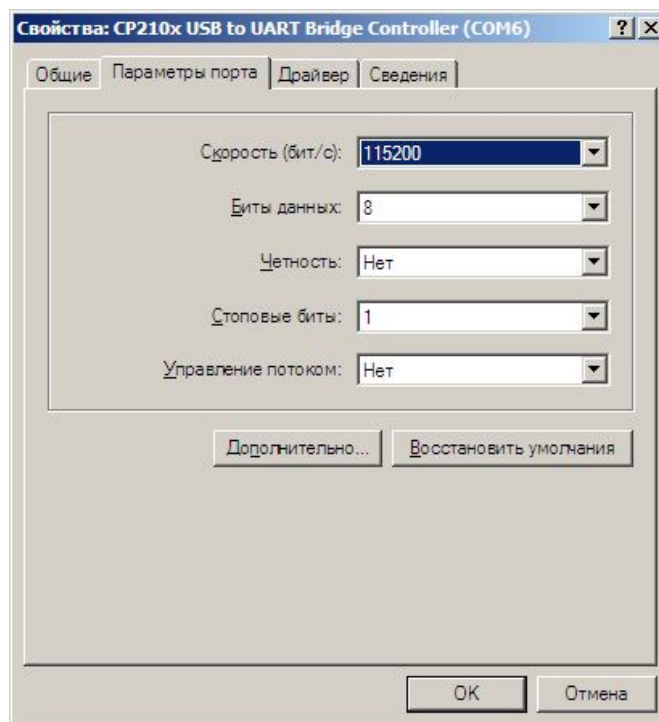 Свойства: CP210x USB to UART Bridge Controller (COM6)
Общие Параметры порта Драйвер Сведения
Скорость (бит/с): 115200
Биты данных: 8
Четность: Нет
Стоповые биты: 1
Управление потоком: Нет
Дополнительно... Восстановить умолчания
OK Отмена